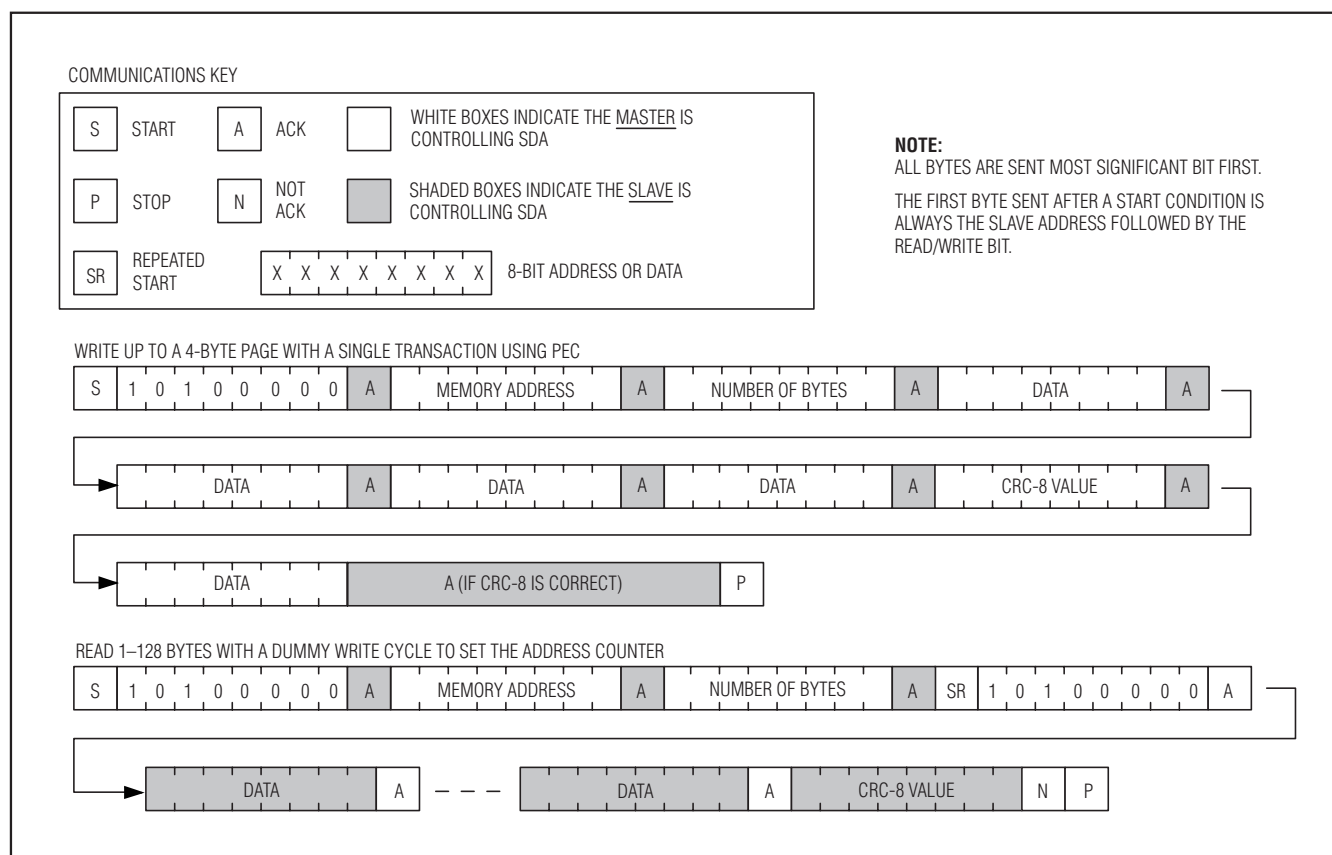 COMMUNICATIONS KEY
S START A ACK WHITE BOXES INDICATE THE MASTER IS
CONTROLLING SDA
P STOP N NOT
ACK SHADED BOXES INDICATE THE SLAVE IS
CONTROLLING SDA
SR REPEATED
START X X X X X X X X 8-BIT ADDRESS OR DATA
NOTE:
ALL BYTES ARE SENT MOST SIGNIFICANT BIT FIRST.
THE FIRST BYTE SENT AFTER A START CONDITION IS
ALWAYS THE SLAVE ADDRESS FOLLOWED BY THE
READ/WRITE BIT.
WRITE UP TO A 4-BYTE PAGE WITH A SINGLE TRANSACTION USING PEC
S 1 0 1 0 0 0 0 0 A MEMORY ADDRESS A NUMBER OF BYTES A DATA A
DATA A DATA A DATA A CRC-8 VALUE A
DATA A (IF CRC-8 IS CORRECT) P
READ 1–128 BYTES WITH A DUMMY WRITE CYCLE TO SET THE ADDRESS COUNTER
S 1 0 1 0 0 0 0 0 A MEMORY ADDRESS A NUMBER OF BYTES A SR 1 0 1 0 0 0 0 0 A
DATA A DATA A CRC-8 VALUE N P